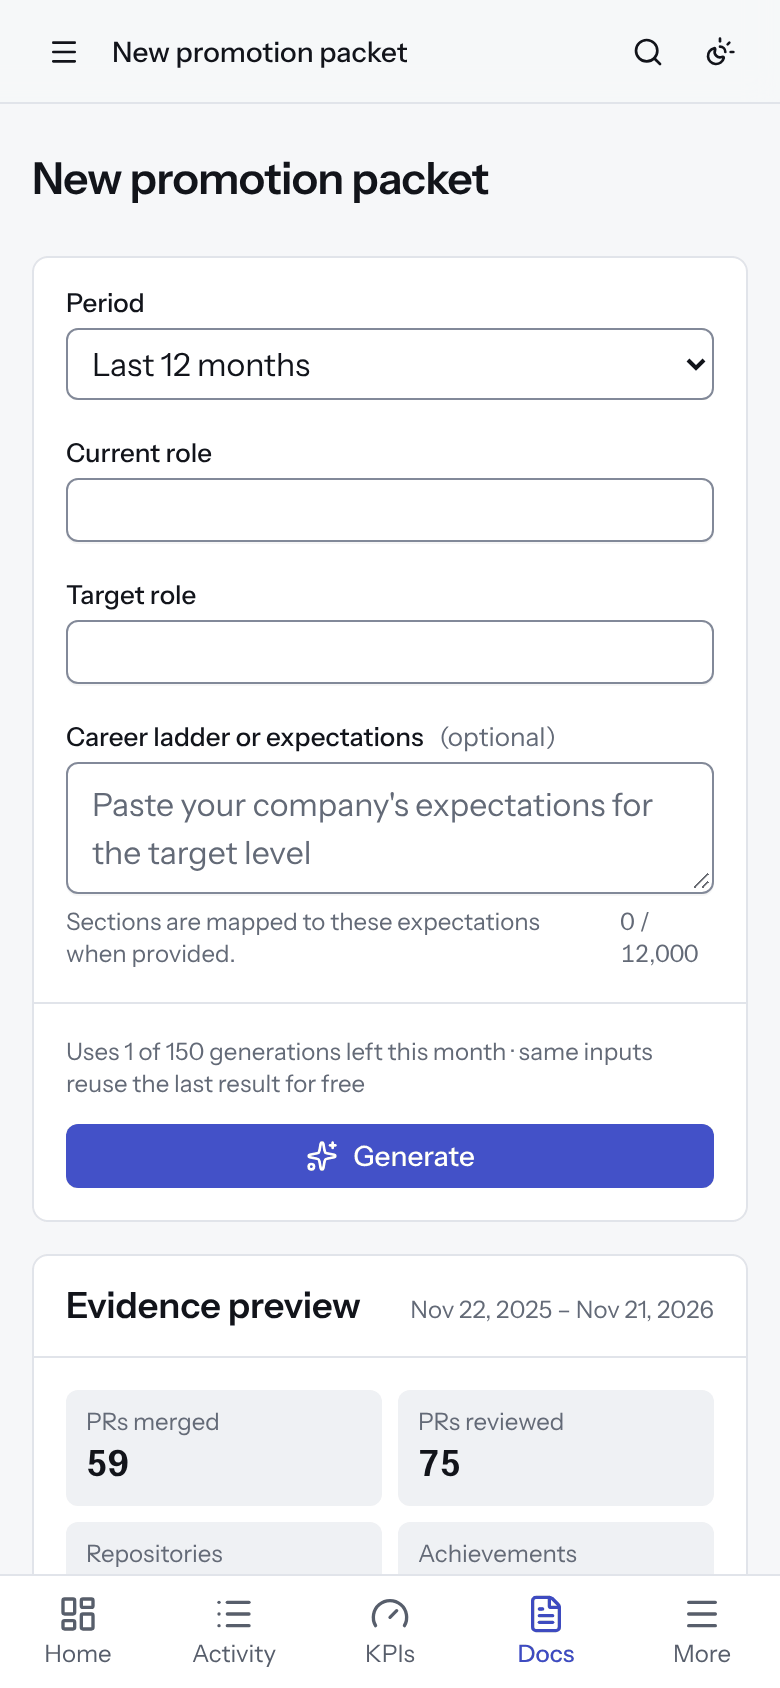 New promotion packet
New promotion packet
Period
Last 12 months
Current role
Target role
Career ladder or expectations (optional)
Paste your company's expectations for
the target level
Sections are mapped to these expectations
when provided.
0 /
12,000
Uses 1 of 150 generations left this month · same inputs
reuse the last result for free
Generate
Evidence preview
Nov 22, 2025 – Nov 21, 2026
PRs merged
59
PRs reviewed
75
Repositories
Achievements
Home
Activity
KPIs
Docs
More